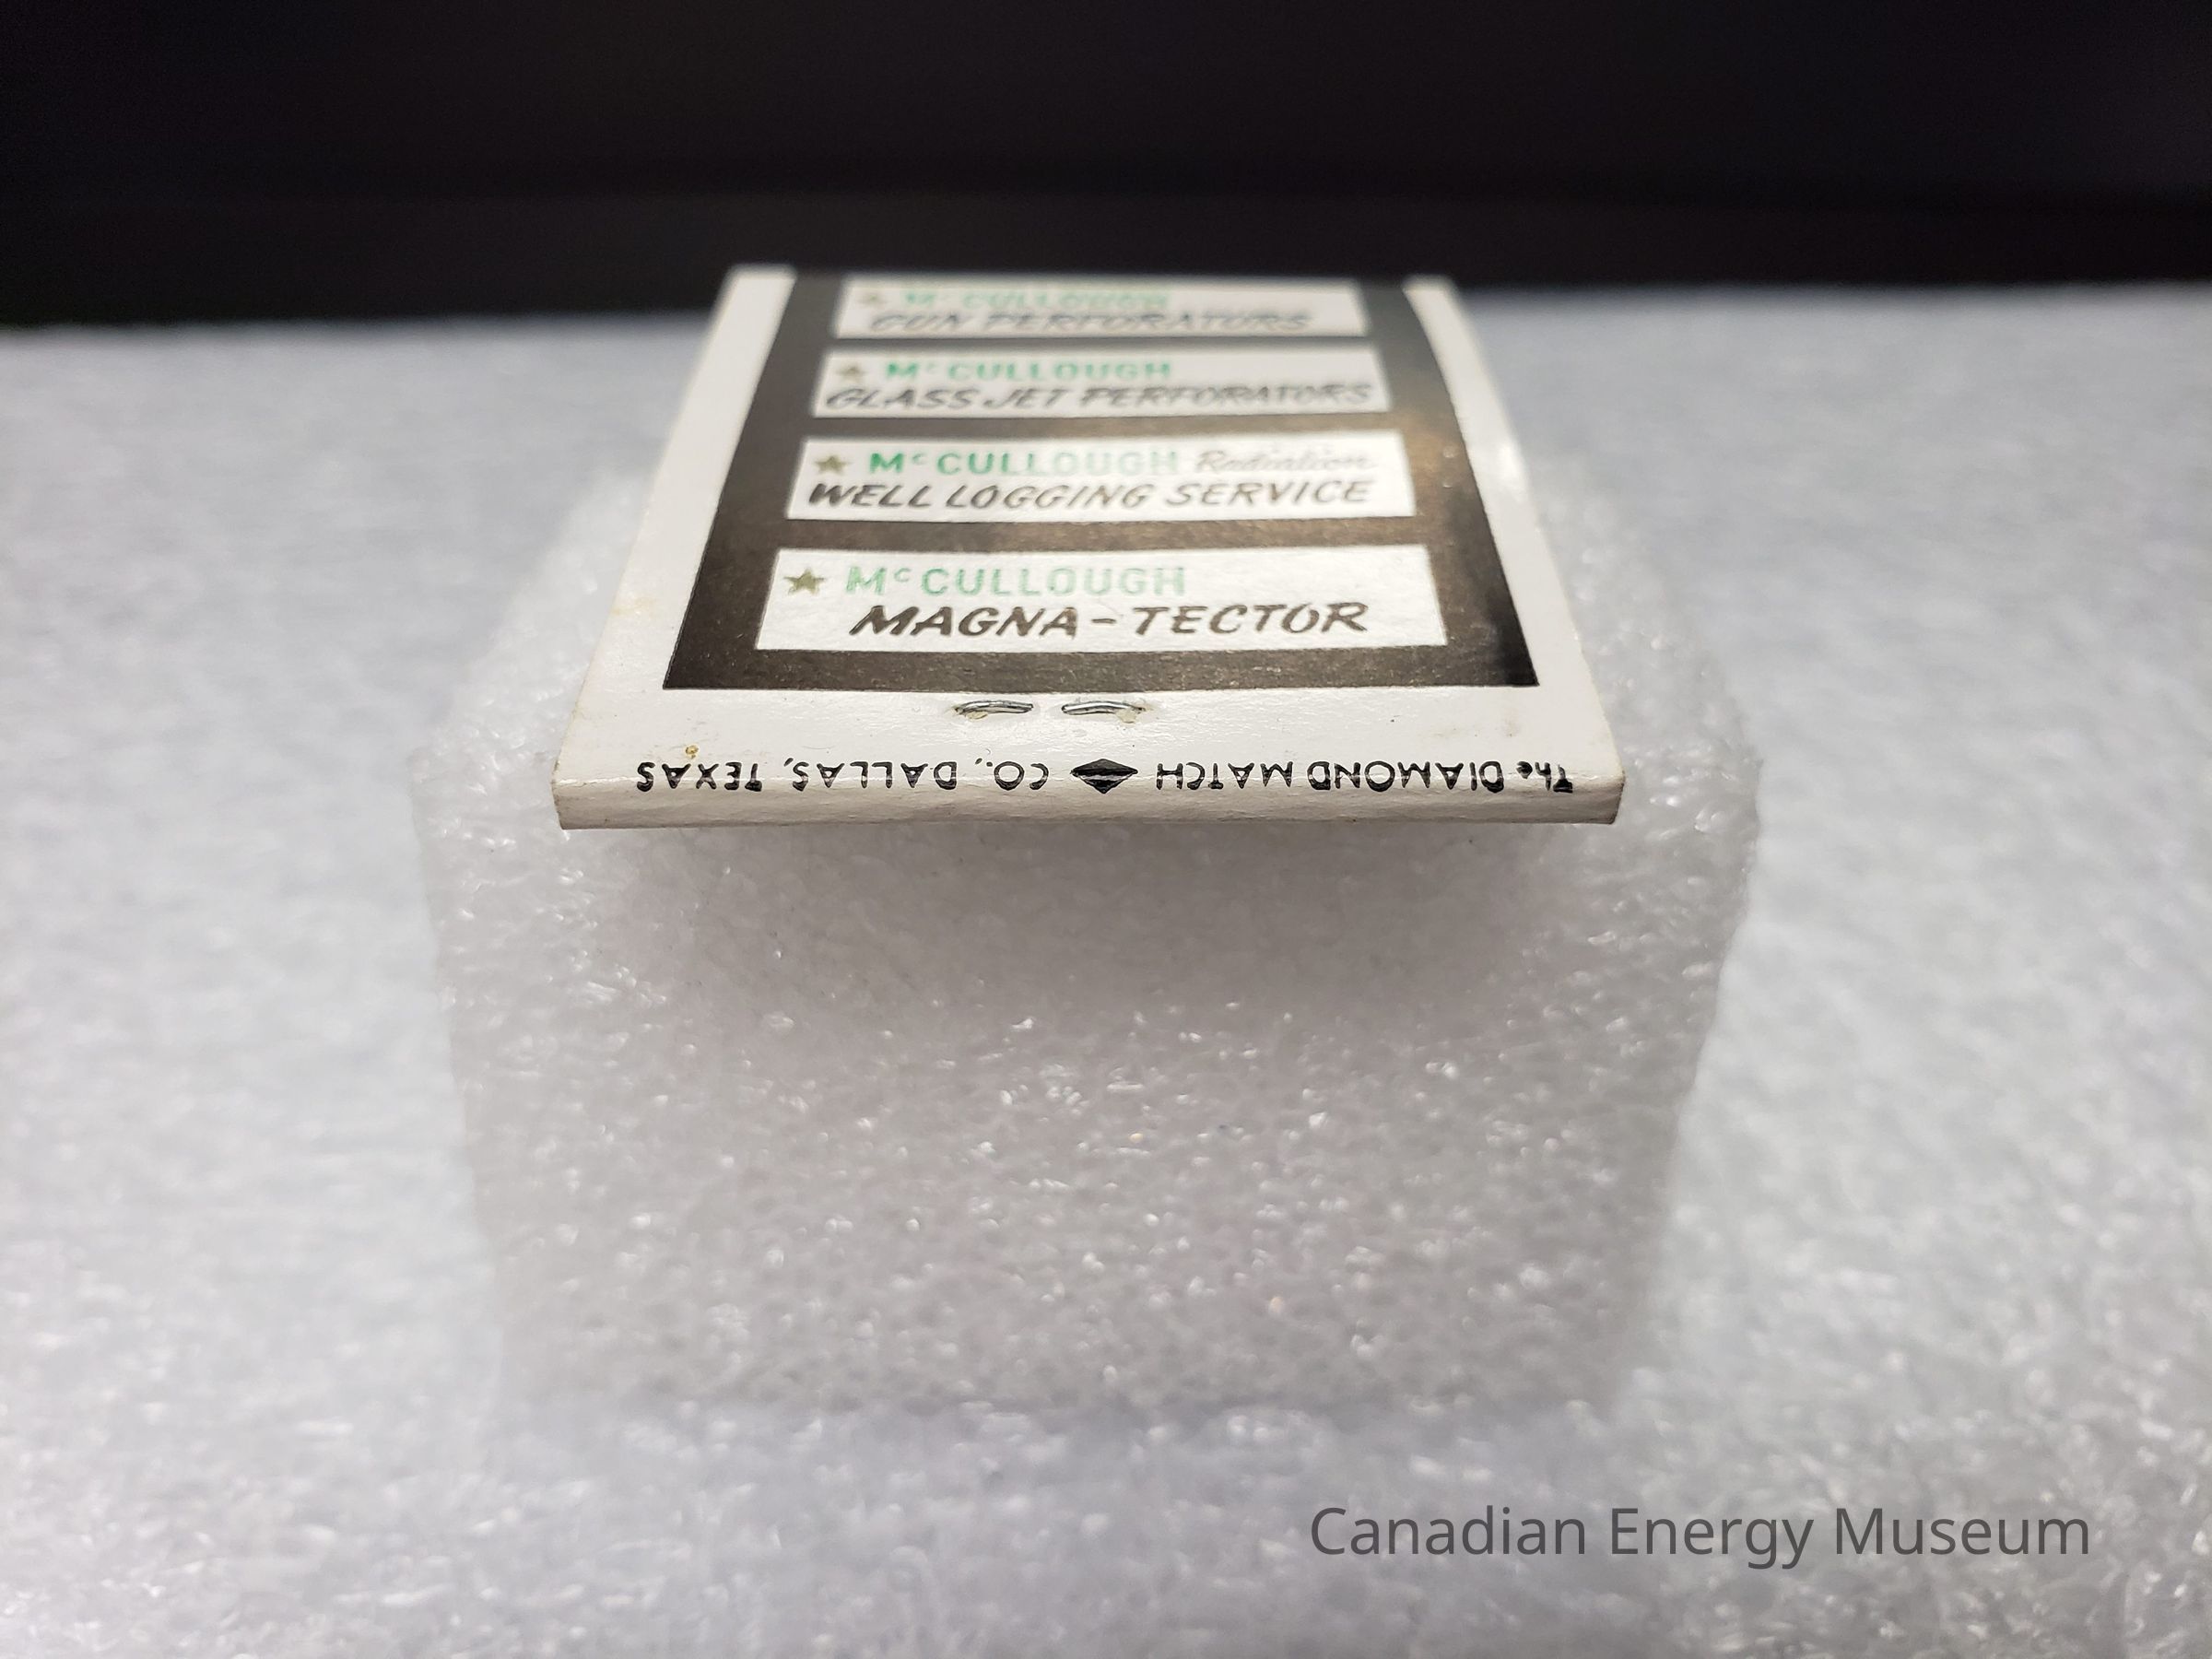 ★ McCULLOUGH
GUN PERFORATORS
★ McCULLOUGH
GLASS JET PERFORATORS
★ McCULLOUGH Radiation
WELL LOGGING SERVICE
★ McCULLOUGH
MAGNA-TECTOR
The DIAMOND MATCH CO., DALLAS, TEXAS
Canadian Energy Museum